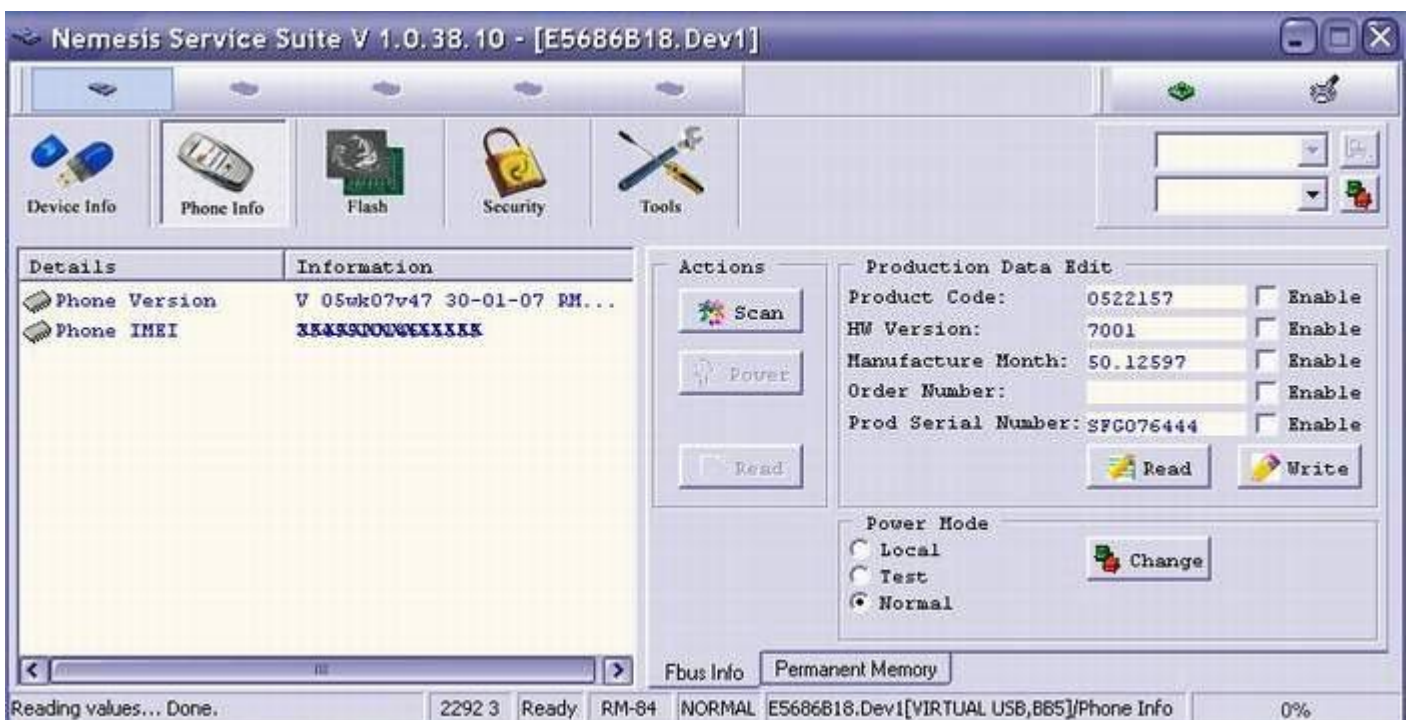 Nemesis Service Suite V 1.0.38.10 - [E5686B18.Dev1]
Device Info
Phone Info
Flash
Security
Tools
Details Information
Phone Version V 05wk07v47 30-01-07 RM...
Phone IMEI
Actions
Scan
Power
Read
Production Data Edit
Product Code: 0522157 Enable
HW Version: 7001 Enable
Manufacture Month: 50.12597 Enable
Order Number: Enable
Prod Serial Number: SFG076444 Enable
Read Write
Power Mode
Local
Test
Normal
Change
Fbus Info Permanent Memory
Reading values... Done. 2292 3 Ready RM-84 NORMAL E5686B18.Dev1[VIRTUAL USB,BB5]/Phone Info 0%